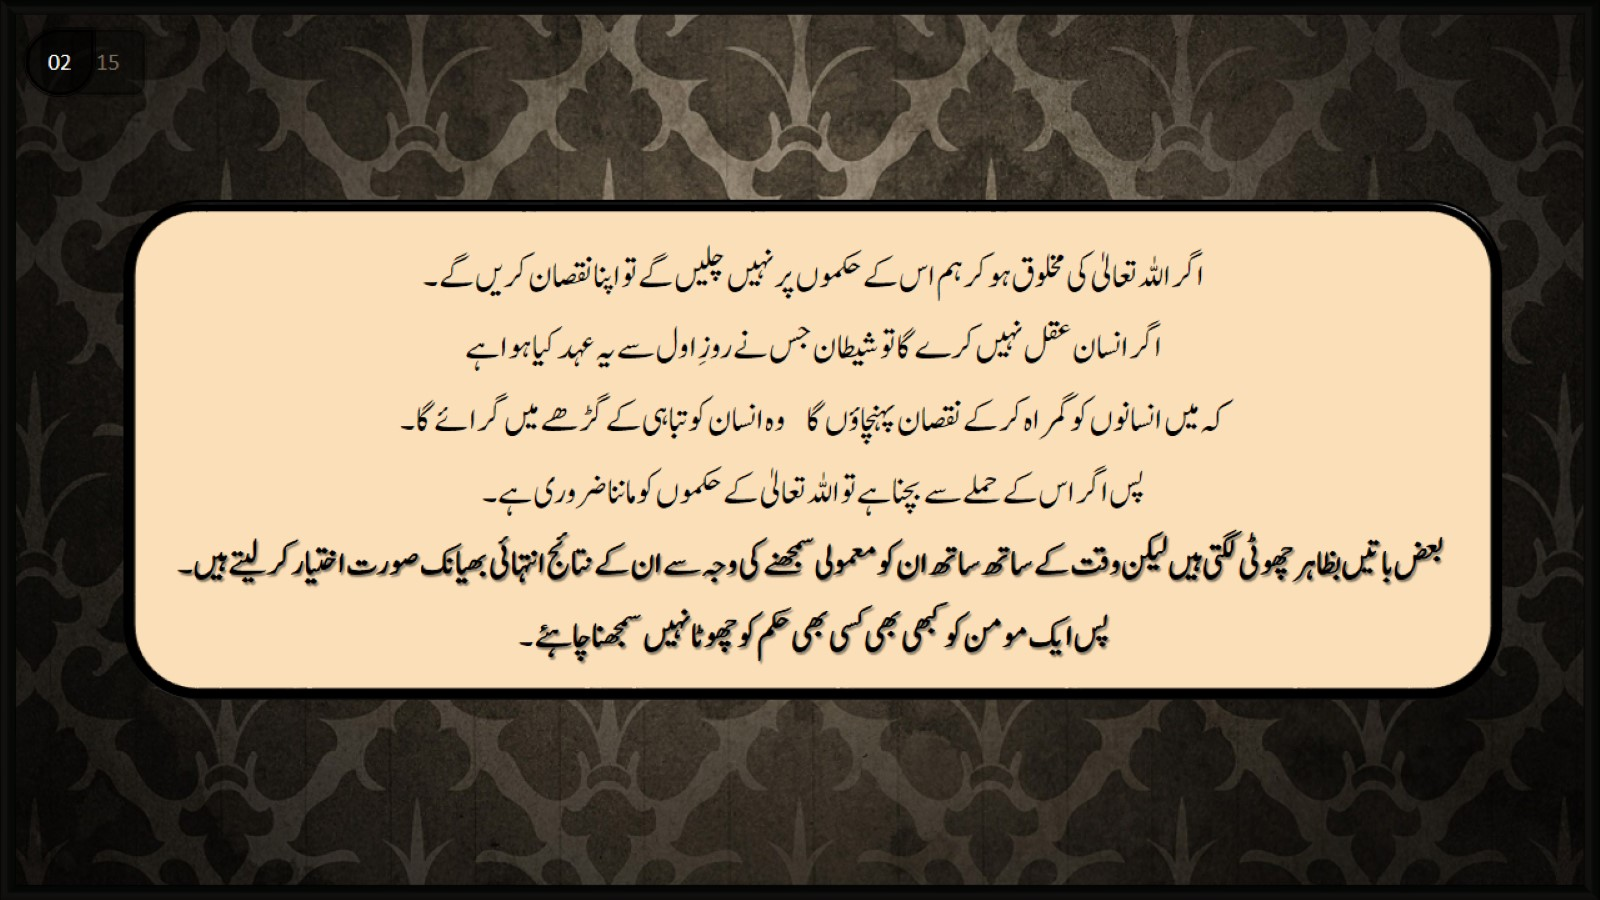 02 15
اگر اللہ تعالیٰ کی مخلوق ہو کر ہم اس کے حکموں پر نہیں چلیں گے تو اپنا نقصان کریں گے۔
اگر انسان عقل نہیں کرے گا تو شیطان جس نے روزِ اول سے یہ عہد کیا ہوا ہے
کہ میں انسانوں کو گمراہ کر کے نقصان پہنچاؤں گا وہ انسان کو تباہی کے گڑھے میں گرائے گا۔
پس اگر اس کے حملے سے بچنا ہے تو اللہ تعالیٰ کے حکموں کو ماننا ضروری ہے۔
بعض باتیں بظاہر چھوٹی لگتی ہیں لیکن وقت کے ساتھ ساتھ ان کو معمولی سمجھنے کی وجہ سے ان کے نتائج انتہائی بھیانک صورت اختیار کر لیتے ہیں۔
پس ایک مومن کو کبھی بھی کسی بھی حکم کو چھوٹا نہیں سمجھنا چاہئے۔